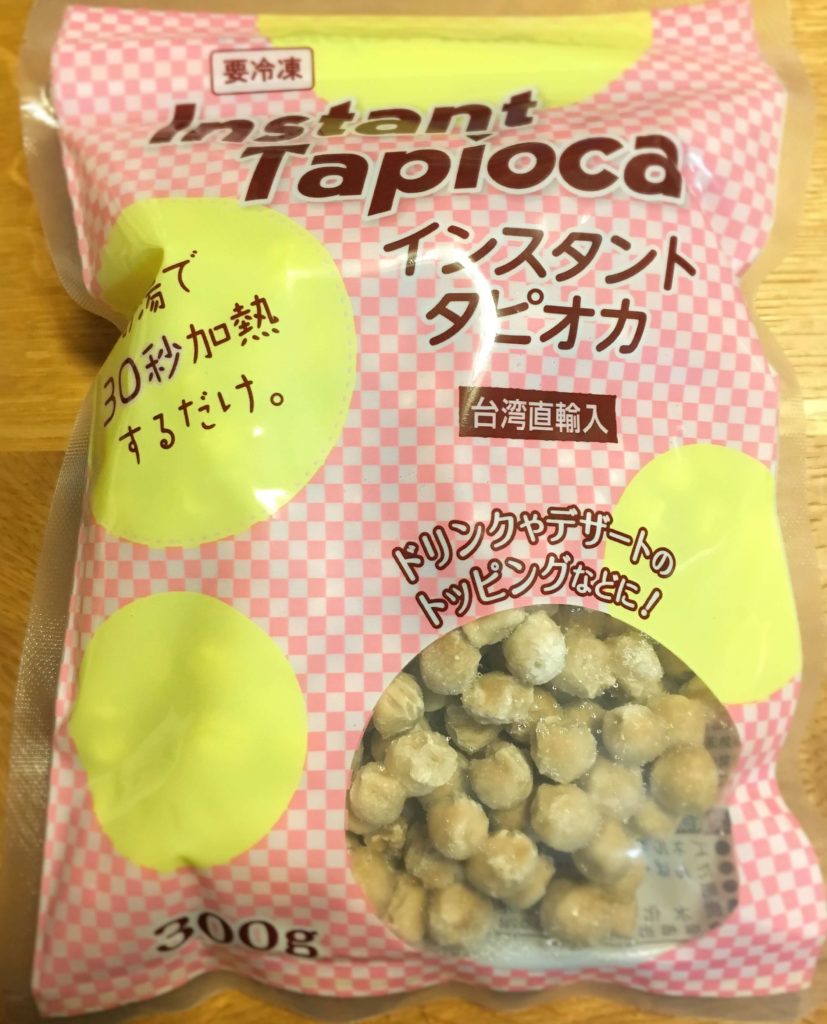 要冷凍
Instant
Tapioca
インスタント
タピオカ
湯で
30秒加熱
するだけ。
台湾直輸入
ドリンクやデザートの
トッピングなどに!
300g